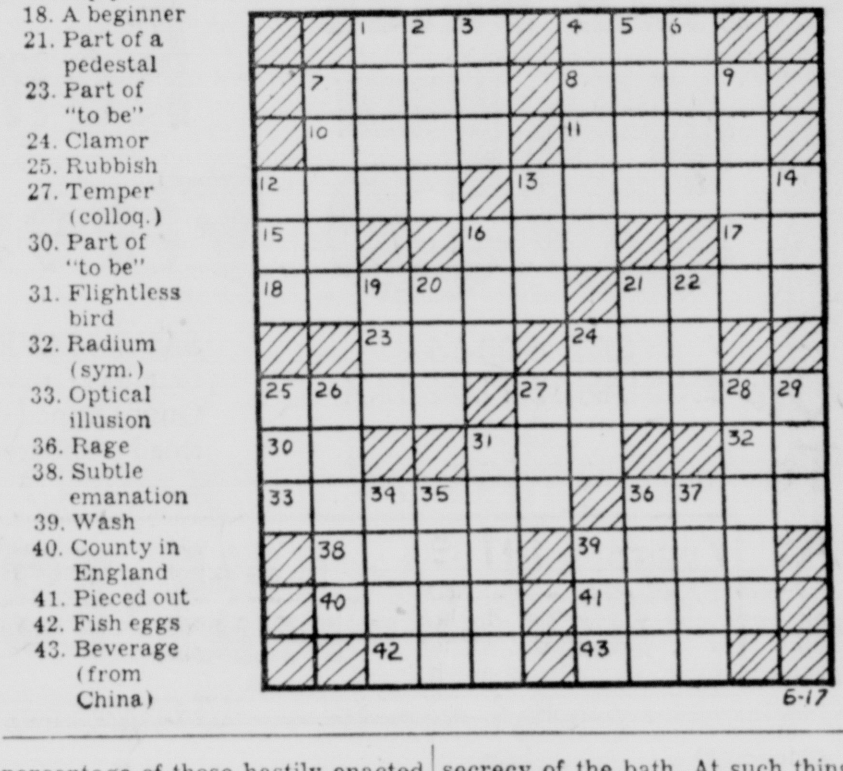 18. A beginner
21. Part of a
pedestal
23. Part of
"to be"
24. Clamor
25. Rubbish
27. Temper
(colloq.)
30. Part of
"to be"
31. Flightless
bird
32. Radium
(sym.)
33. Optical
illusion
36. Rage
38. Subtle
emanation
39. Wash
40. County in
England
41. Pieced out
42. Fish eggs
43. Beverage
(from
China)
1 2 3 4 5 6
7 8 9
10 11
12 13 14
15 16 17
18 19 20 21 22
23 24
25 26 27 28 29
30 31 32
33 34 35 36 37
38 39
40 41
42 43
6-17
percentage of these hastily enacted
secrecy of the bath. At such thing